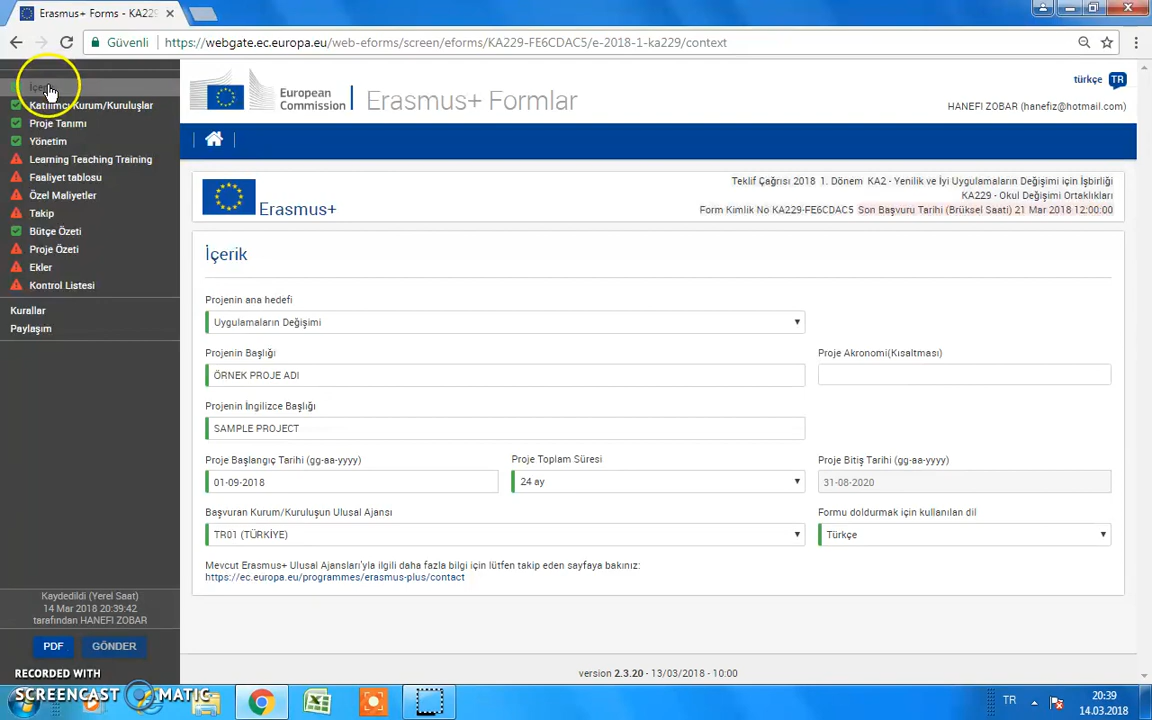 Erasmus+ Forms - KA229
Güvenli
https://webgate.ec.europa.eu/web-eforms/screen/eforms/KA229-FE6CDAC5/e-2018-1-ka229/context
Katılımcı Kurum/Kuruluşlar
Proje Tanımı
Yönetim
Learning Teaching Training
Faaliyet tablosu
Özel Maliyetler
Takip
Bütçe Özeti
Proje Özeti
Ekler
Kontrol Listesi
Kurallar
Paylaşım
Kaydedildi (Yerel Saat)
14 Mar 2018 20:39:42
tarafından HANEFI ZOBAR
PDF
GÖNDER
European
Commission
Erasmus+ Formlar
türkçe TR
HANEFI ZOBAR (hanefiz@hotmail.com)
Erasmus+
Teklif Çağrısı 2018 1. Dönem KA2 - Yenilik ve İyi Uygulamaların Değişimi için İşbirliği
KA229 - Okul Değişimi Ortaklıkları
Form Kimlik No KA229-FE6CDAC5 Son Başvuru Tarihi (Brüksel Saati) 21 Mar 2018 12:00:00
İçerik
Projenin ana hedefi
Uygulamaların Değişimi
Projenin Başlığı
Proje Akronomi(Kısaltması)
ÖRNEK PROJE ADI
Projenin İngilizce Başlığı
SAMPLE PROJECT
Proje Başlangıç Tarihi (gg-aa-yyyy)
Proje Toplam Süresi
Proje Bitiş Tarihi (gg-aa-yyyy)
01-09-2018
24 ay
31-08-2020
Başvuran Kurum/Kuruluşun Ulusal Ajansı
Formu doldurmak için kullanılan dil
TR01 (TÜRKİYE)
Türkçe
Mevcut Erasmus+ Ulusal Ajansları'yla ilgili daha fazla bilgi için lütfen takip eden sayfaya bakınız:
https://ec.europa.eu/programmes/erasmus-plus/contact
version 2.3.20 - 13/03/2018 - 10:00
RECORDED WITH
SCREENCAST MATIC
TR
20:39
14.03.2018